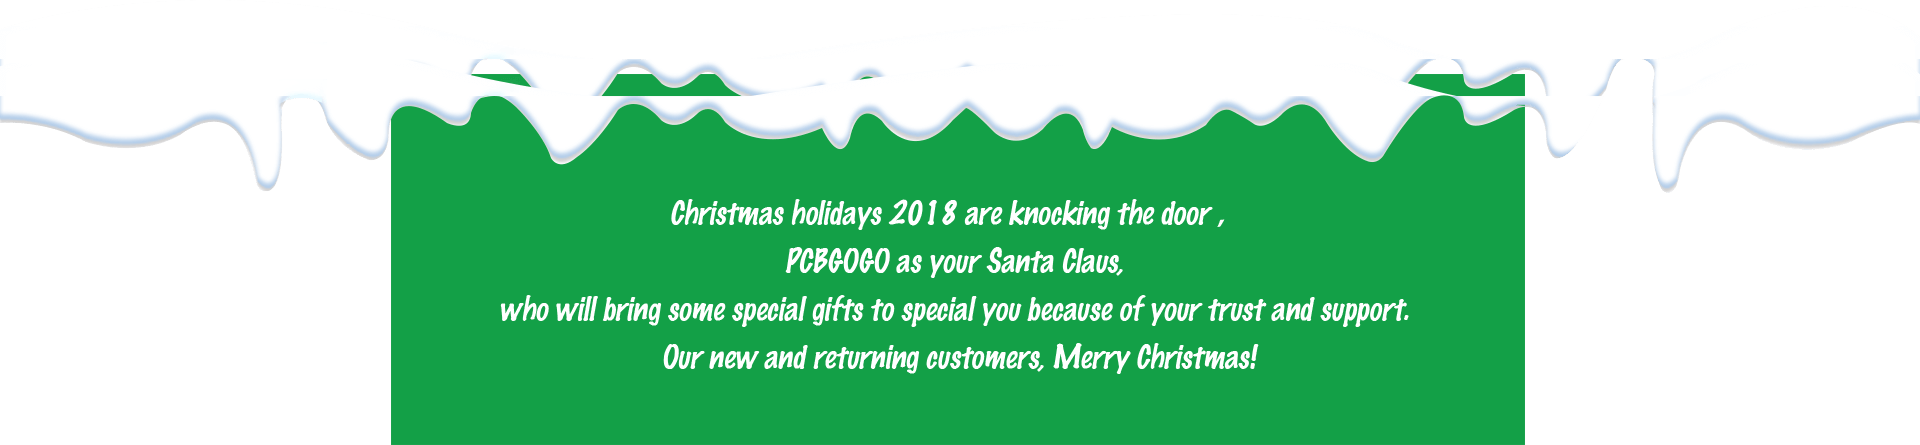 Christmas holidays 2018 are knocking the door ,
PCBGOGO as your Santa Claus,
who will bring some special gifts to special you because of your trust and support.
Our new and returning customers, Merry Christmas!